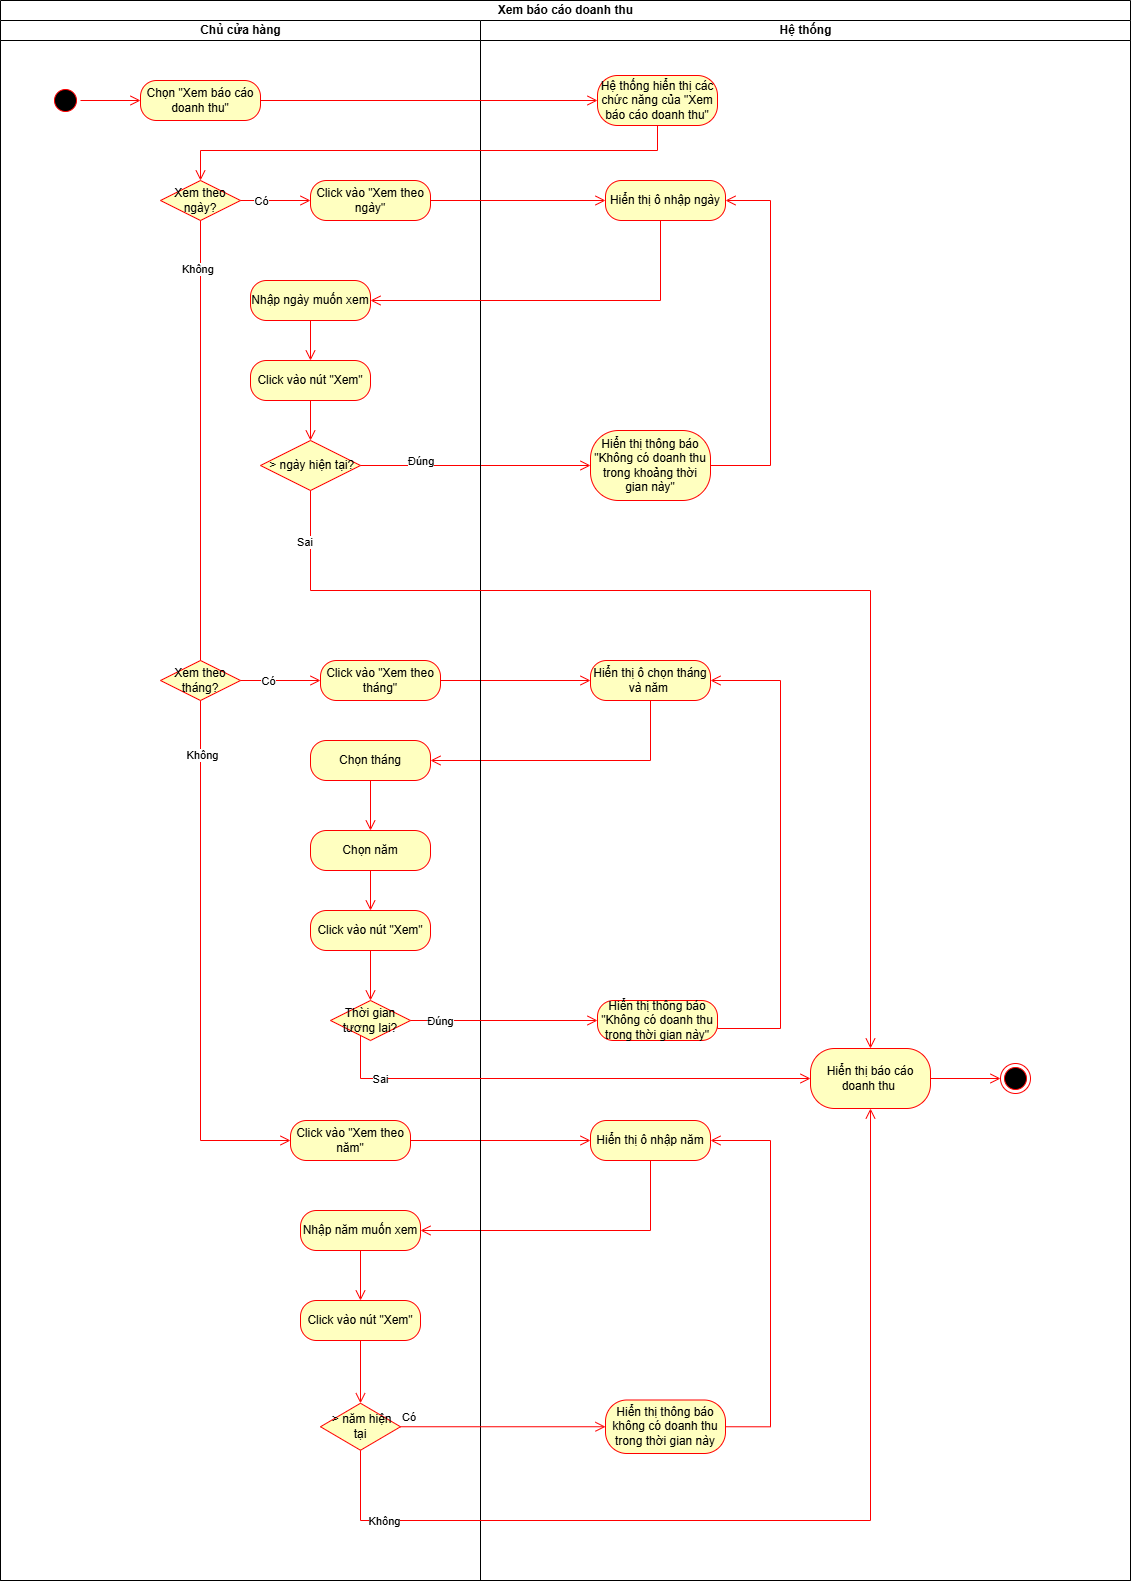 Xem báo cáo doanh thu
Chủ cửa hàng
Hệ thống
Chọn "Xem báo cáo
doanh thu"
Hệ thống hiển thị các
chức năng của "Xem
báo cáo doanh thu"
Xem theo
ngày?
Có
Click vào "Xem theo
ngày"
Hiển thị ô nhập ngày
Không
Nhập ngày muốn xem
Click vào nút "Xem"
> ngày hiện tại?
Đúng
Hiển thị thông báo
"Không có doanh thu
trong khoảng thời
gian này"
Sai
Xem theo
tháng?
Có
Click vào "Xem theo
tháng"
Hiển thị ô chọn tháng
và năm
Không
Chọn tháng
Chọn năm
Click vào nút "Xem"
Thời gian
tương lai?
Đúng
Hiển thị thông báo
"Không có doanh thu
trong thời gian này"
Sai
Hiển thị báo cáo
doanh thu
Click vào "Xem theo
năm"
Hiển thị ô nhập năm
Nhập năm muốn xem
Click vào nút "Xem"
> năm hiện
tại
Có
Hiển thị thông báo
không có doanh thu
trong thời gian này
Không